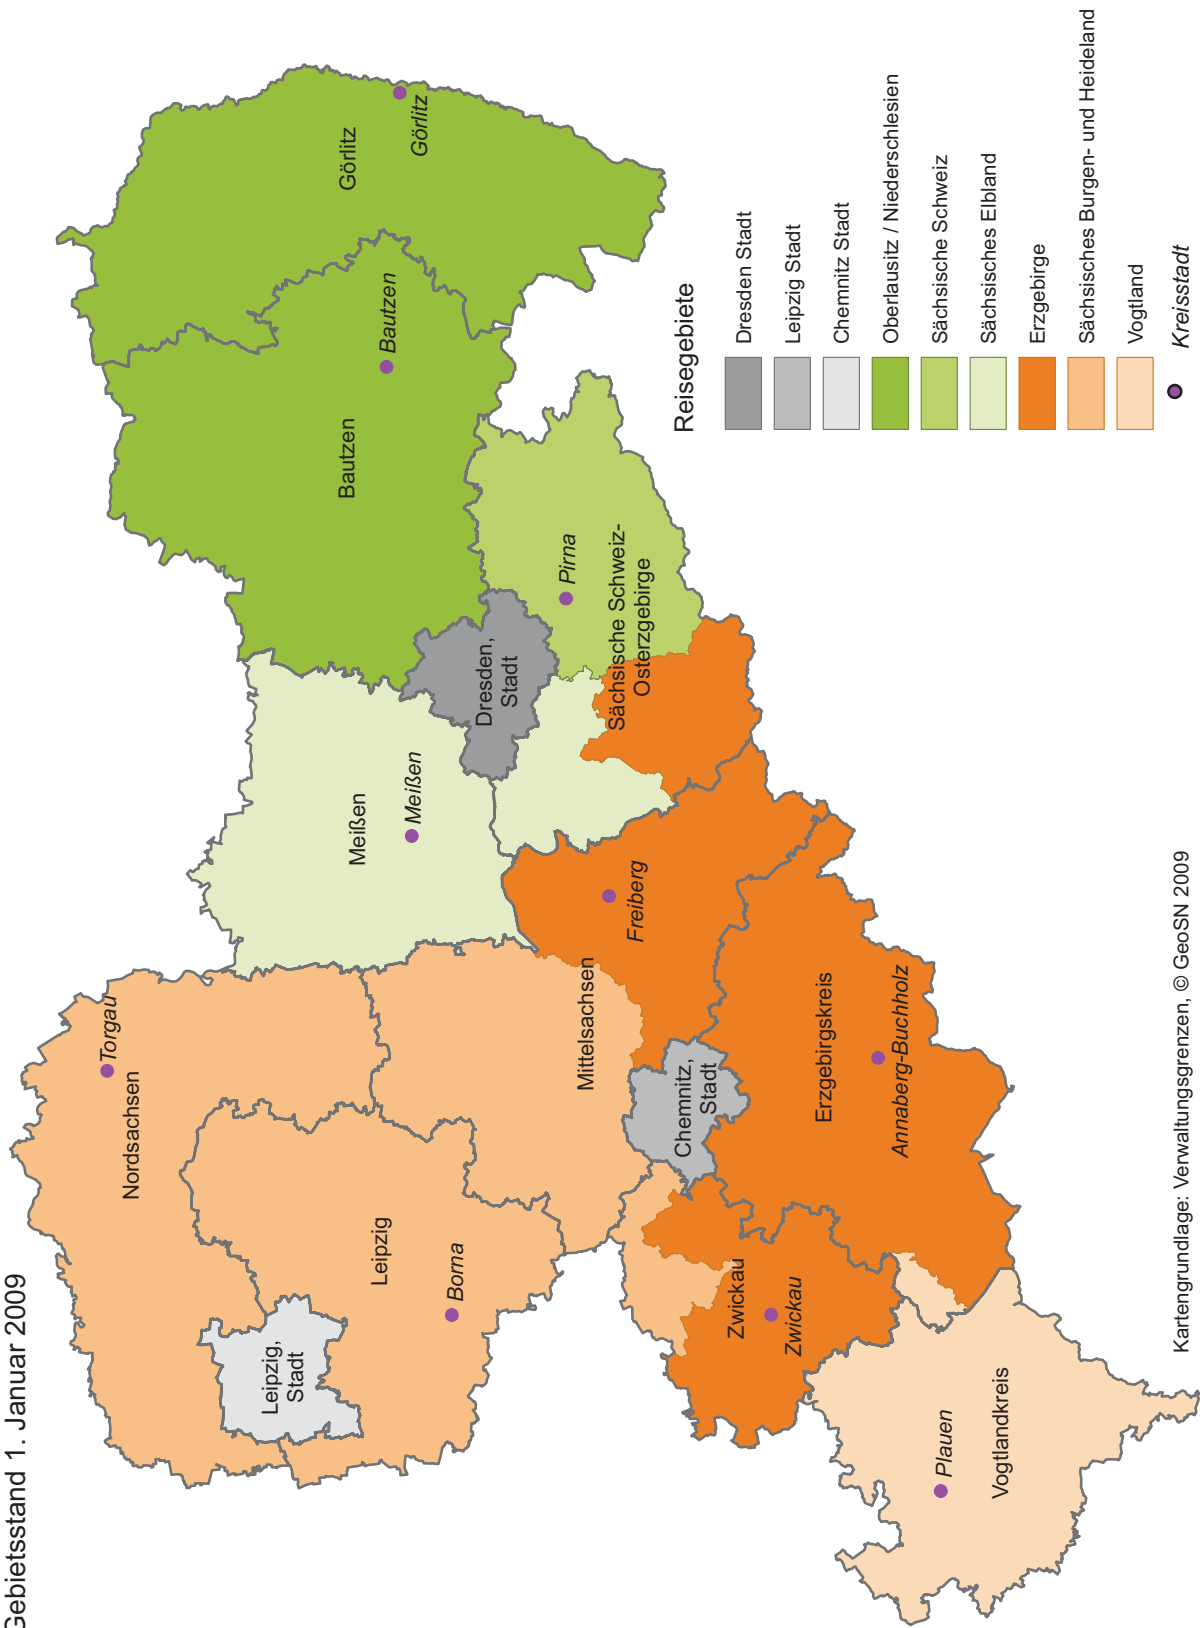 Gebietsstand 1. Januar 2009
Torgau
Nordsachsen
Leipzig,
Stadt
Leipzig
Borna
Meißen
Meißen
Mittelsachsen
Freiberg
Dresden,
Stadt
Bautzen
Bautzen
Görlitz
Görlitz
Pirna
Sächsische Schweiz-
Osterzgebirge
Chemnitz,
Stadt
Erzgebirgskreis
Annaberg-Buchholz
Zwickau
Zwickau
Plauen
Vogtlandkreis
Reisegebiete
Dresden Stadt
Leipzig Stadt
Chemnitz Stadt
Oberlausitz / Niederschlesien
Sächsische Schweiz
Sächsisches Elbland
Erzgebirge
Sächsisches Burgen- und Heideland
Vogtland
Kreisstadt
Kartengrundlage: Verwaltungsgrenzen, © GeoSN 2009